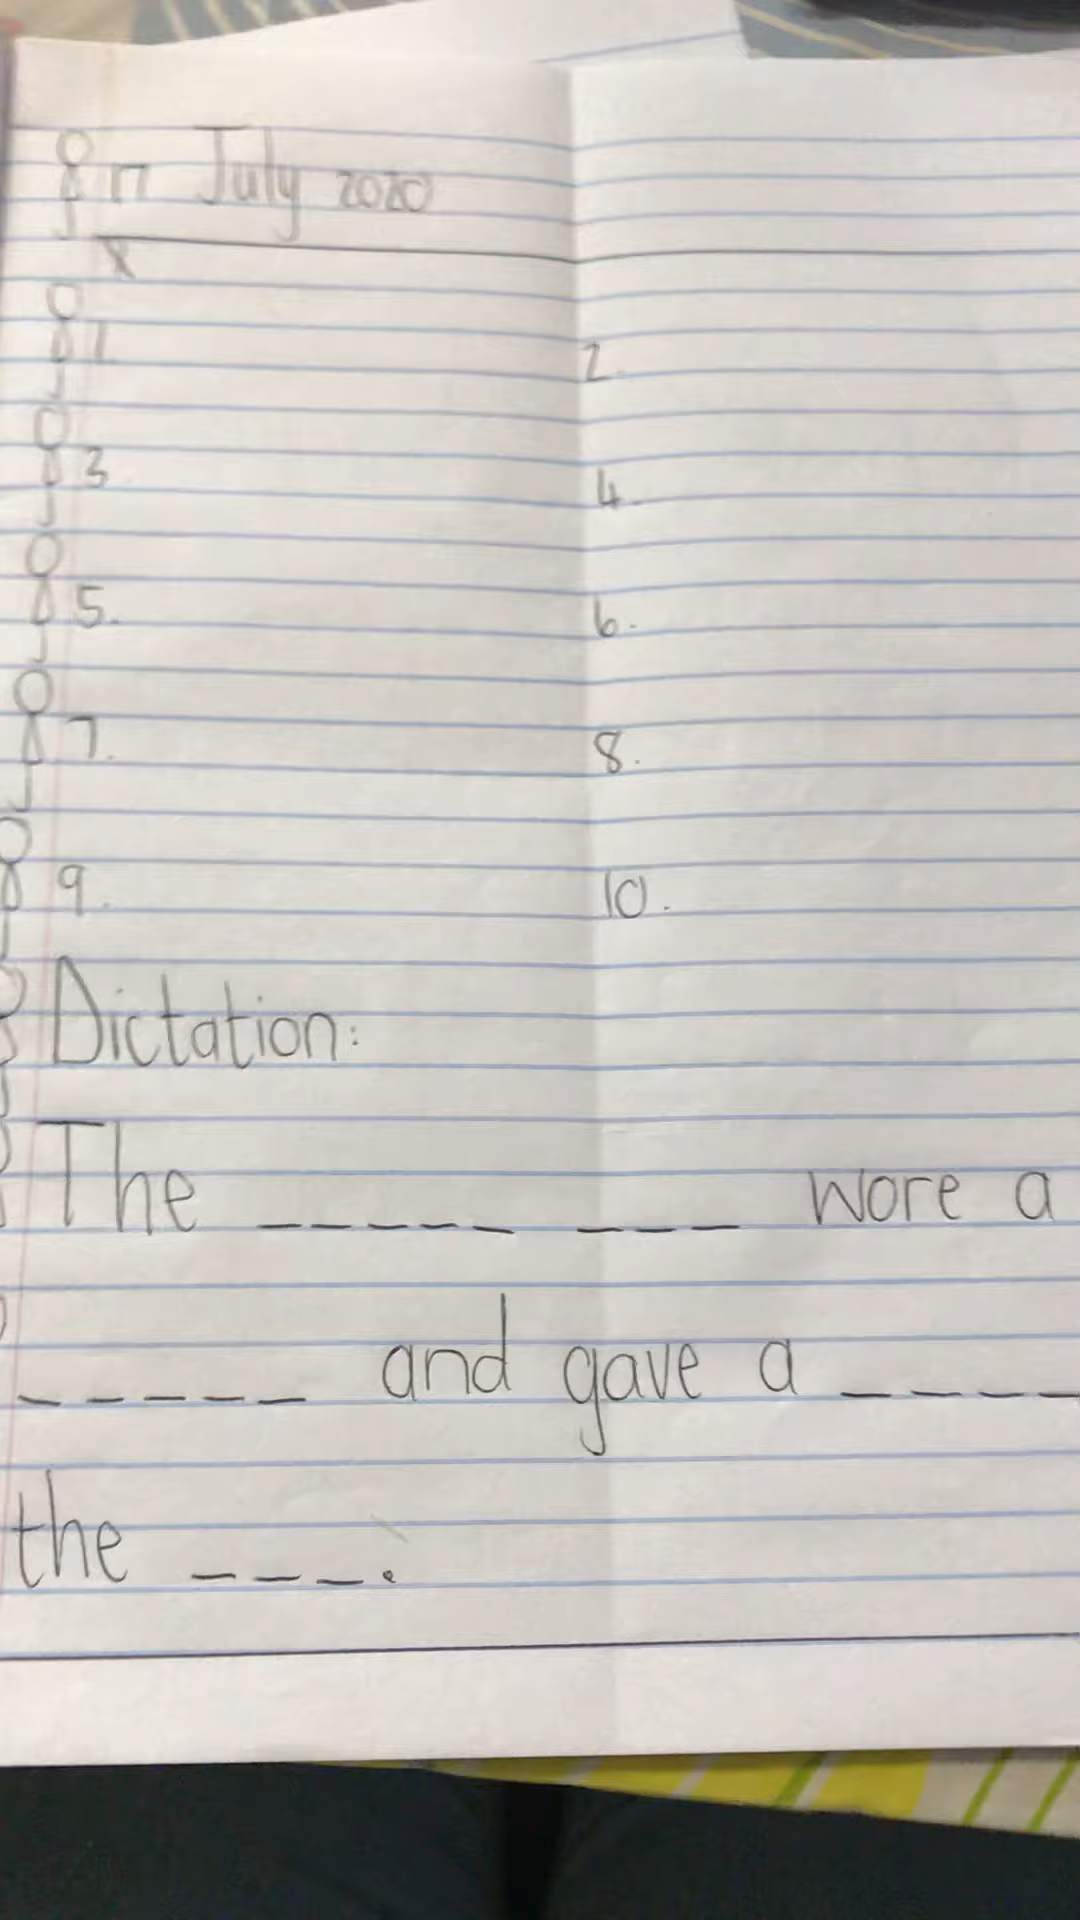 17 July 2020
x
1. 2.
3. 4.
5. 6.
7. 8.
9. 10.
Dictation:
The _ _ _ _ _ _ _ _ wore a
_ _ _ _ _ and gave a _ _ _ _
the _ _ _.